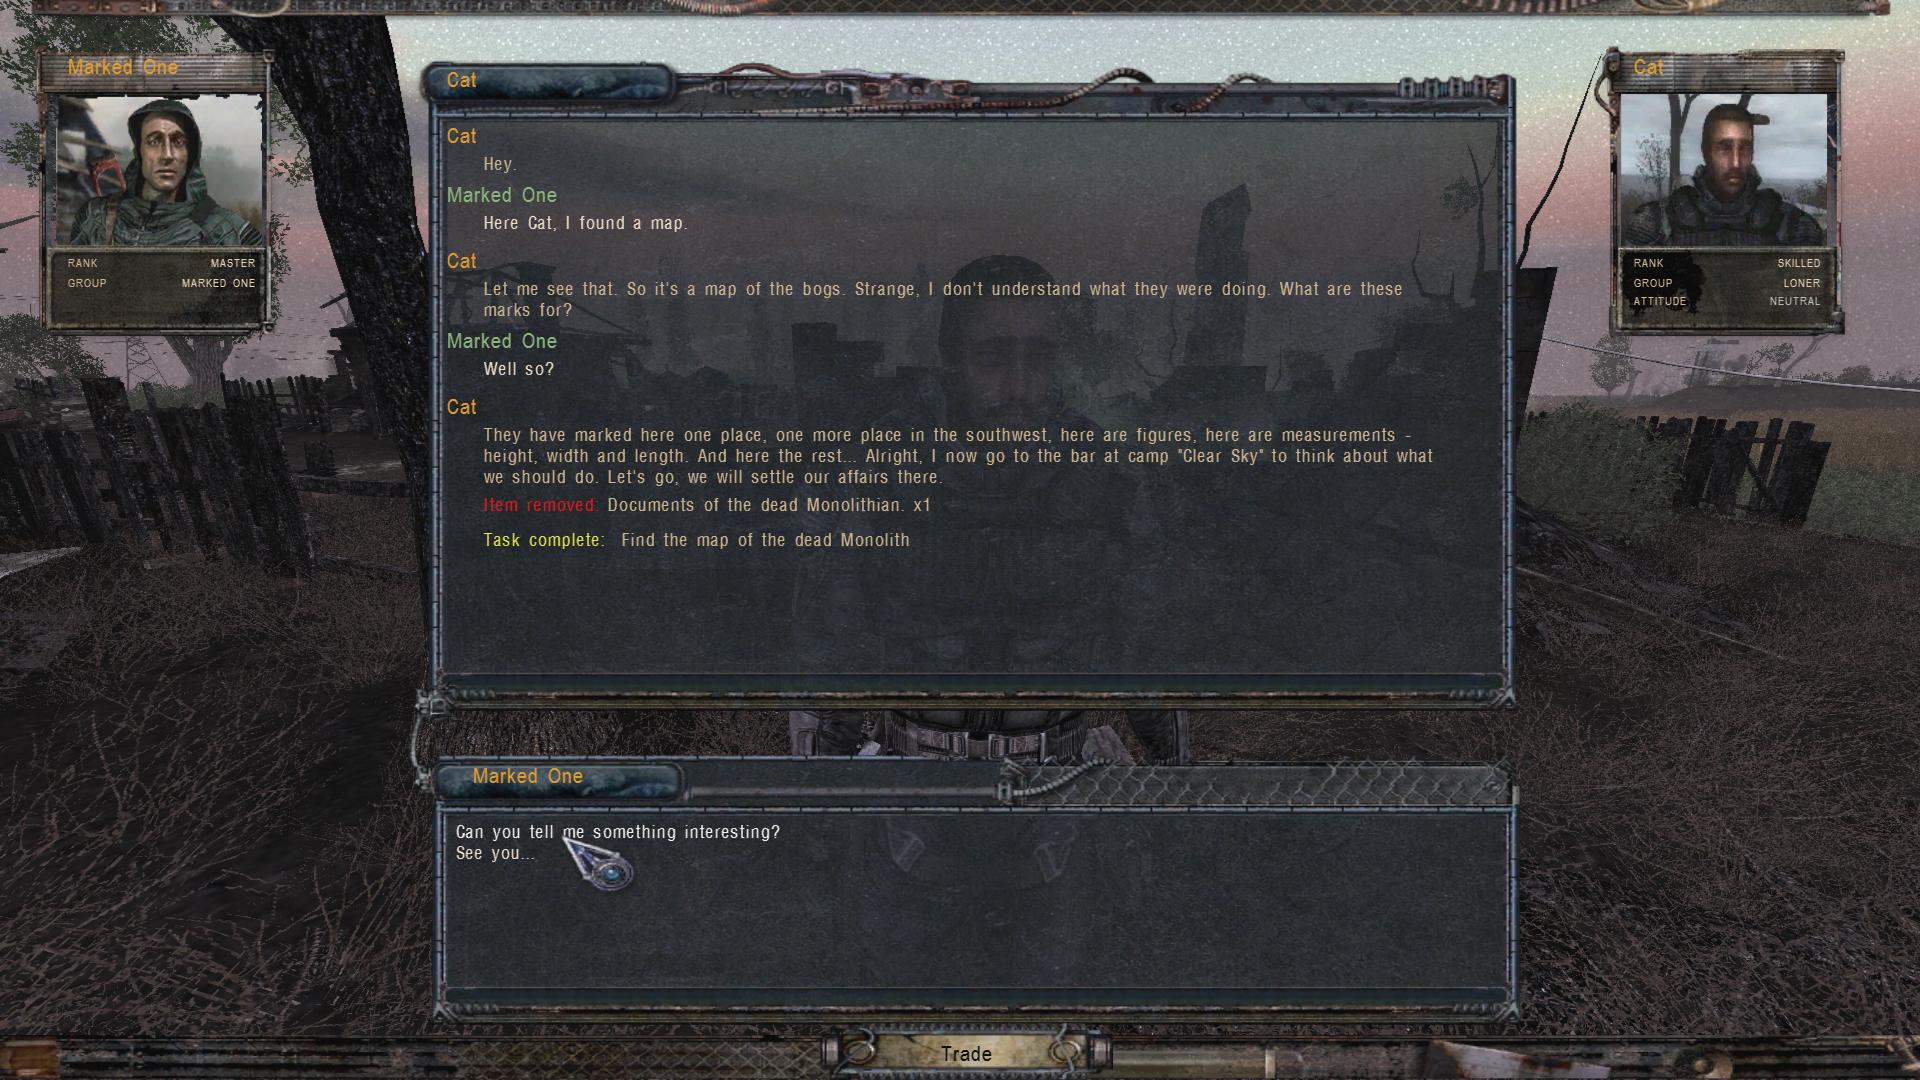 Marked One
RANK MASTER
GROUP MARKED ONE
Cat
Cat
Hey.
Marked One
Here Cat, I found a map.
Cat
Let me see that. So it's a map of the bogs. Strange, I don't understand what they were doing. What are these
marks for?
Marked One
Well so?
Cat
They have marked here one place, one more place in the southwest, here are figures, here are measurements -
height, width and length. And here the rest... Alright, I now go to the bar at camp "Clear Sky" to think about what
we should do. Let's go, we will settle our affairs there.
Item removed: Documents of the dead Monolithian. x1
Task complete: Find the map of the dead Monolith
Cat
RANK SKILLED
GROUP LONER
ATTITUDE NEUTRAL
Marked One
Can you tell me something interesting?
See you...
Trade